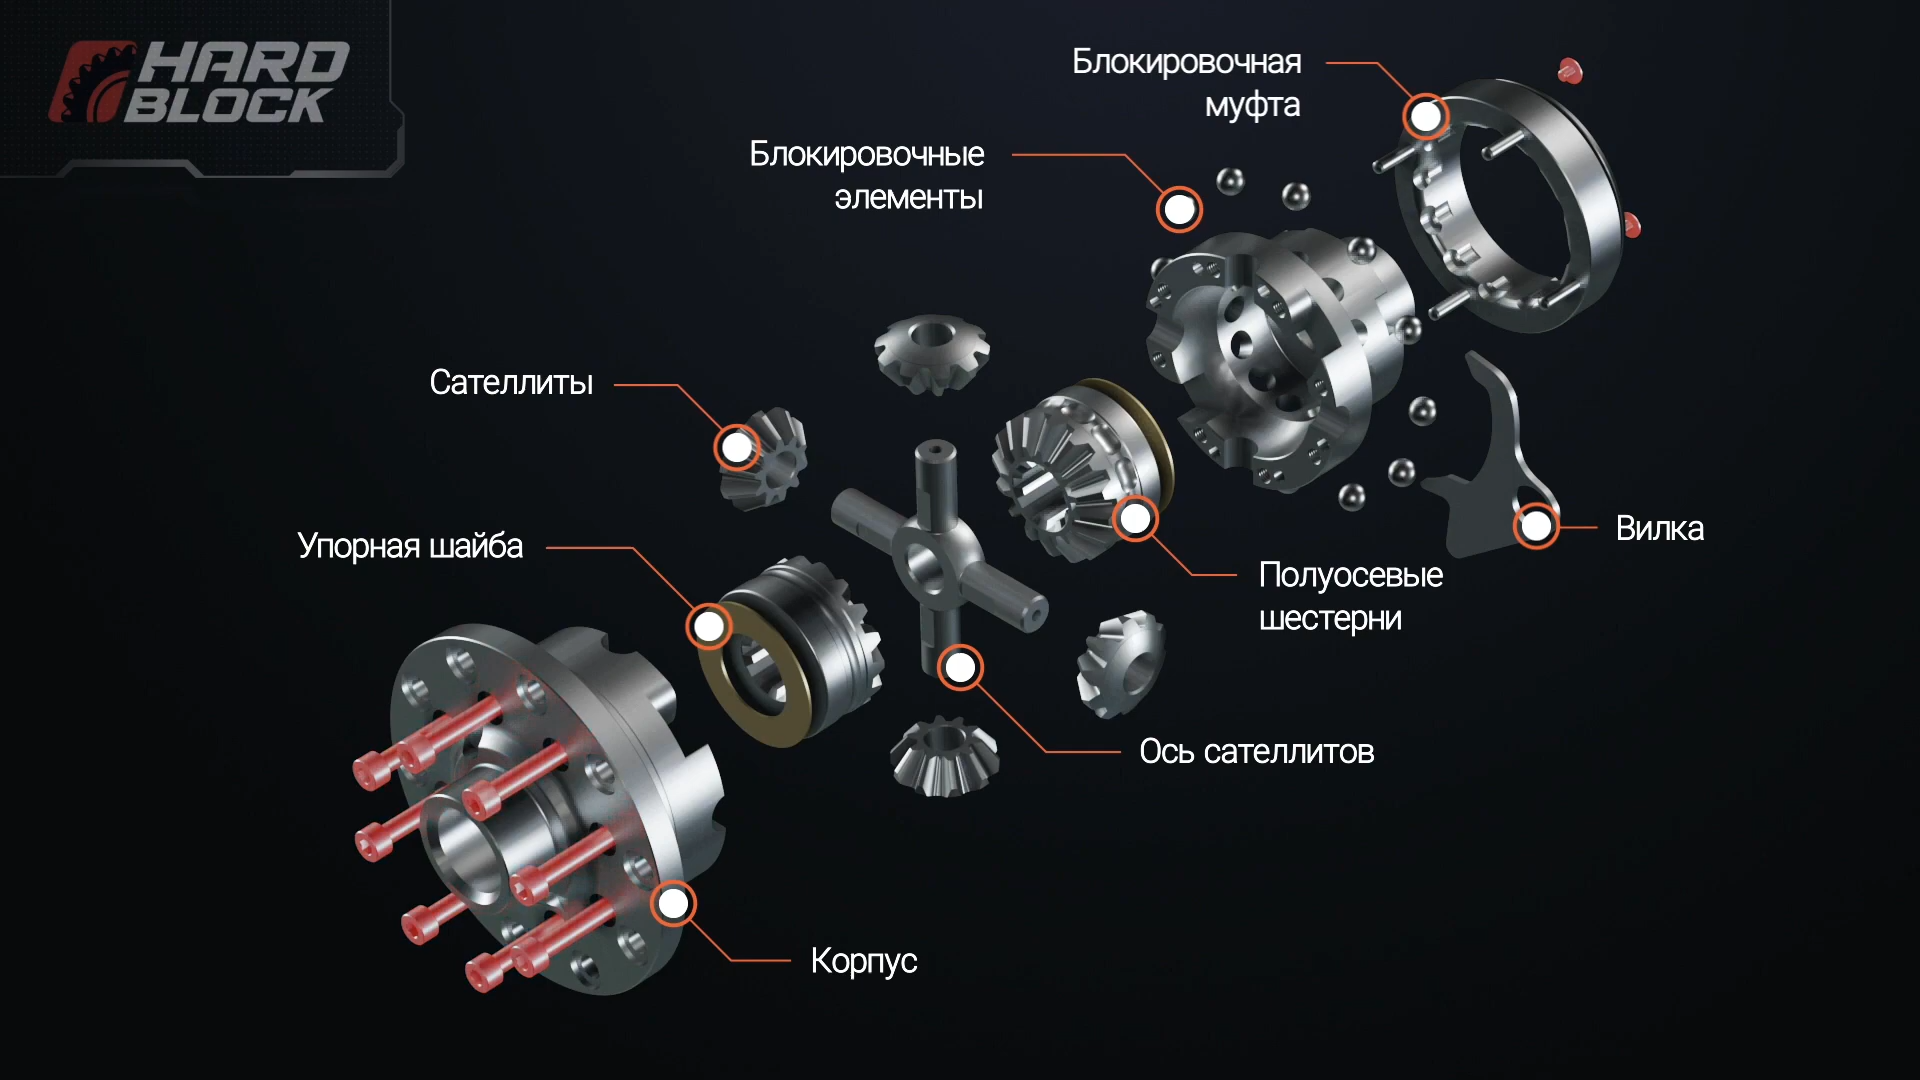 HARD
BLOCK
Блокировочная
муфта
Блокировочные
элементы
Сателлиты
Упорная шайба
Вилка
Полуосевые
шестерни
Ось сателлитов
Корпус